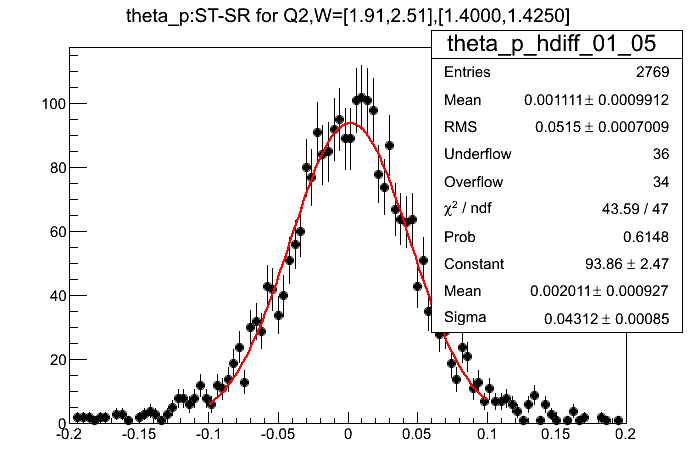 theta_p:ST-SR for Q2,W=[1.91,2.51],[1.4000,1.4250]
theta_p_hdiff_01_05
Entries 2769
Mean 0.001111 ± 0.0009912
RMS 0.0515 ± 0.0007009
Underflow 36
Overflow 34
χ² / ndf 43.59 / 47
Prob 0.6148
Constant 93.86 ± 2.47
Mean 0.002011 ± 0.000927
Sigma 0.04312 ± 0.00085
100
80
60
40
20
0
-0.2 -0.15 -0.1 -0.05 0 0.05 0.1 0.15 0.2